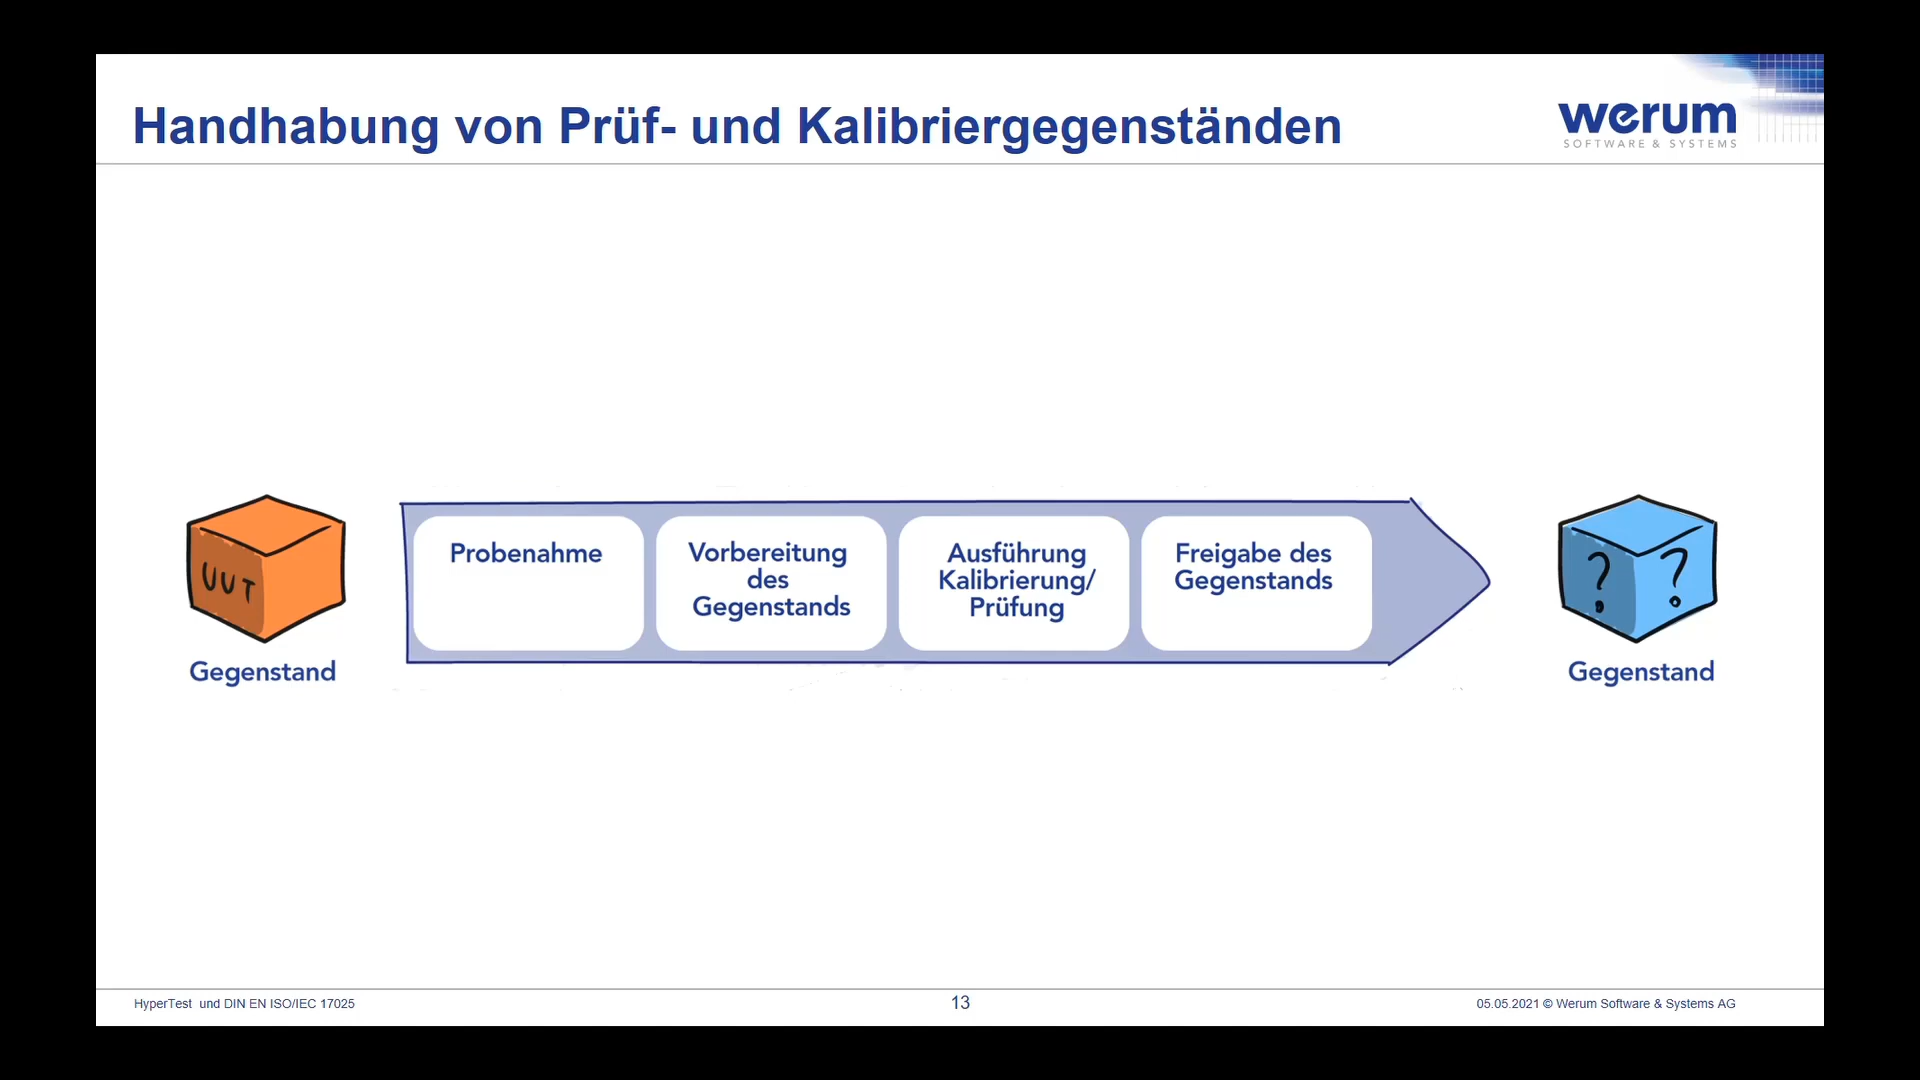 Handhabung von Prüf- und Kalibriergegenständen
werum
SOFTWARE & SYSTEMS
UUT
Gegenstand
Probenahme
Vorbereitung
des
Gegenstands
Ausführung
Kalibrierung/
Prüfung
Freigabe des
Gegenstands
? ?
Gegenstand
HyperTest und DIN EN ISO/IEC 17025
13
05.05.2021 © Werum Software & Systems AG